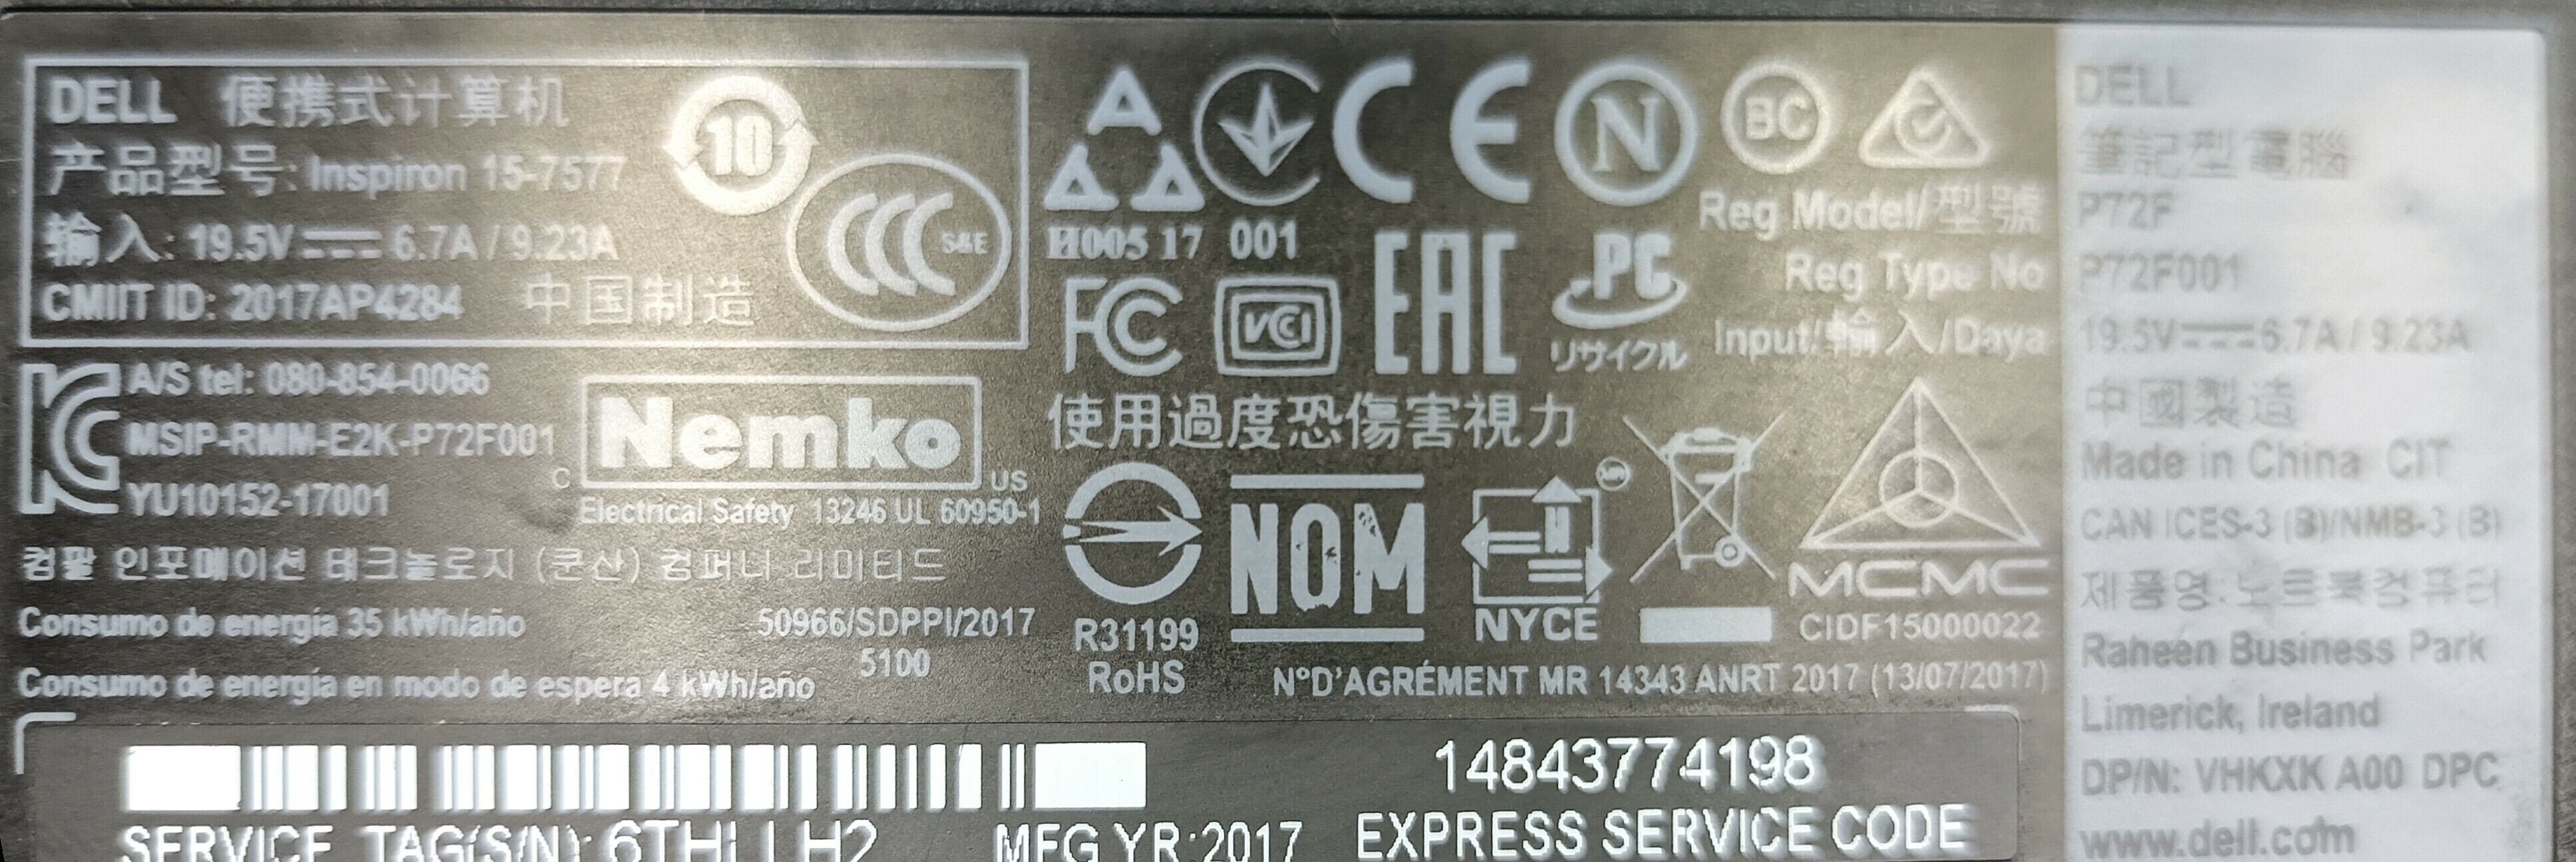 DELL 便携式计算机
产品型号: Inspiron 15-7577
输入: 19.5V 6.7A / 9.23A
CMIIT ID: 2017AP4284 中国制造
10
CCC S&E
A/S tel: 080-854-0066
MSIP-RMM-E2K-P72F001
YU10152-17001
Nemko
C US
Electrical Safety 13246 UL 60950-1
컴팔 인포메이션 테크놀로지 (쿤산) 컴퍼니 리미티드
Consumo de energía 35 kWh/año
Consumo de energía en modo de espera 4 kWh/año
50966/SDPPI/2017
5100
И005 17 001
CE
N
BC
FC
VCI
EAC
PC
リサイクル
使用過度恐傷害視力
R31199
RoHS
NOM
NYCE
MCMC
CIDF15000022
N°D'AGRÉMENT MR 14343 ANRT 2017 (13/07/2017)
Reg Model/型號
Reg Type No
Input/輸入/Daya
DELL
筆記型電腦
P72F
P72F001
19.5V 6.7A / 9.23A
中國製造
Made in China CIT
CAN ICES-3 (B)/NMB-3 (B)
제품명: 노트북컴퓨터
Raheen Business Park
Limerick, Ireland
DP/N: VHKXK A00 DPC
www.dell.com
SERVICE TAG(S/N): 6THLLH2
MFG YR:2017
14843774198
EXPRESS SERVICE CODE